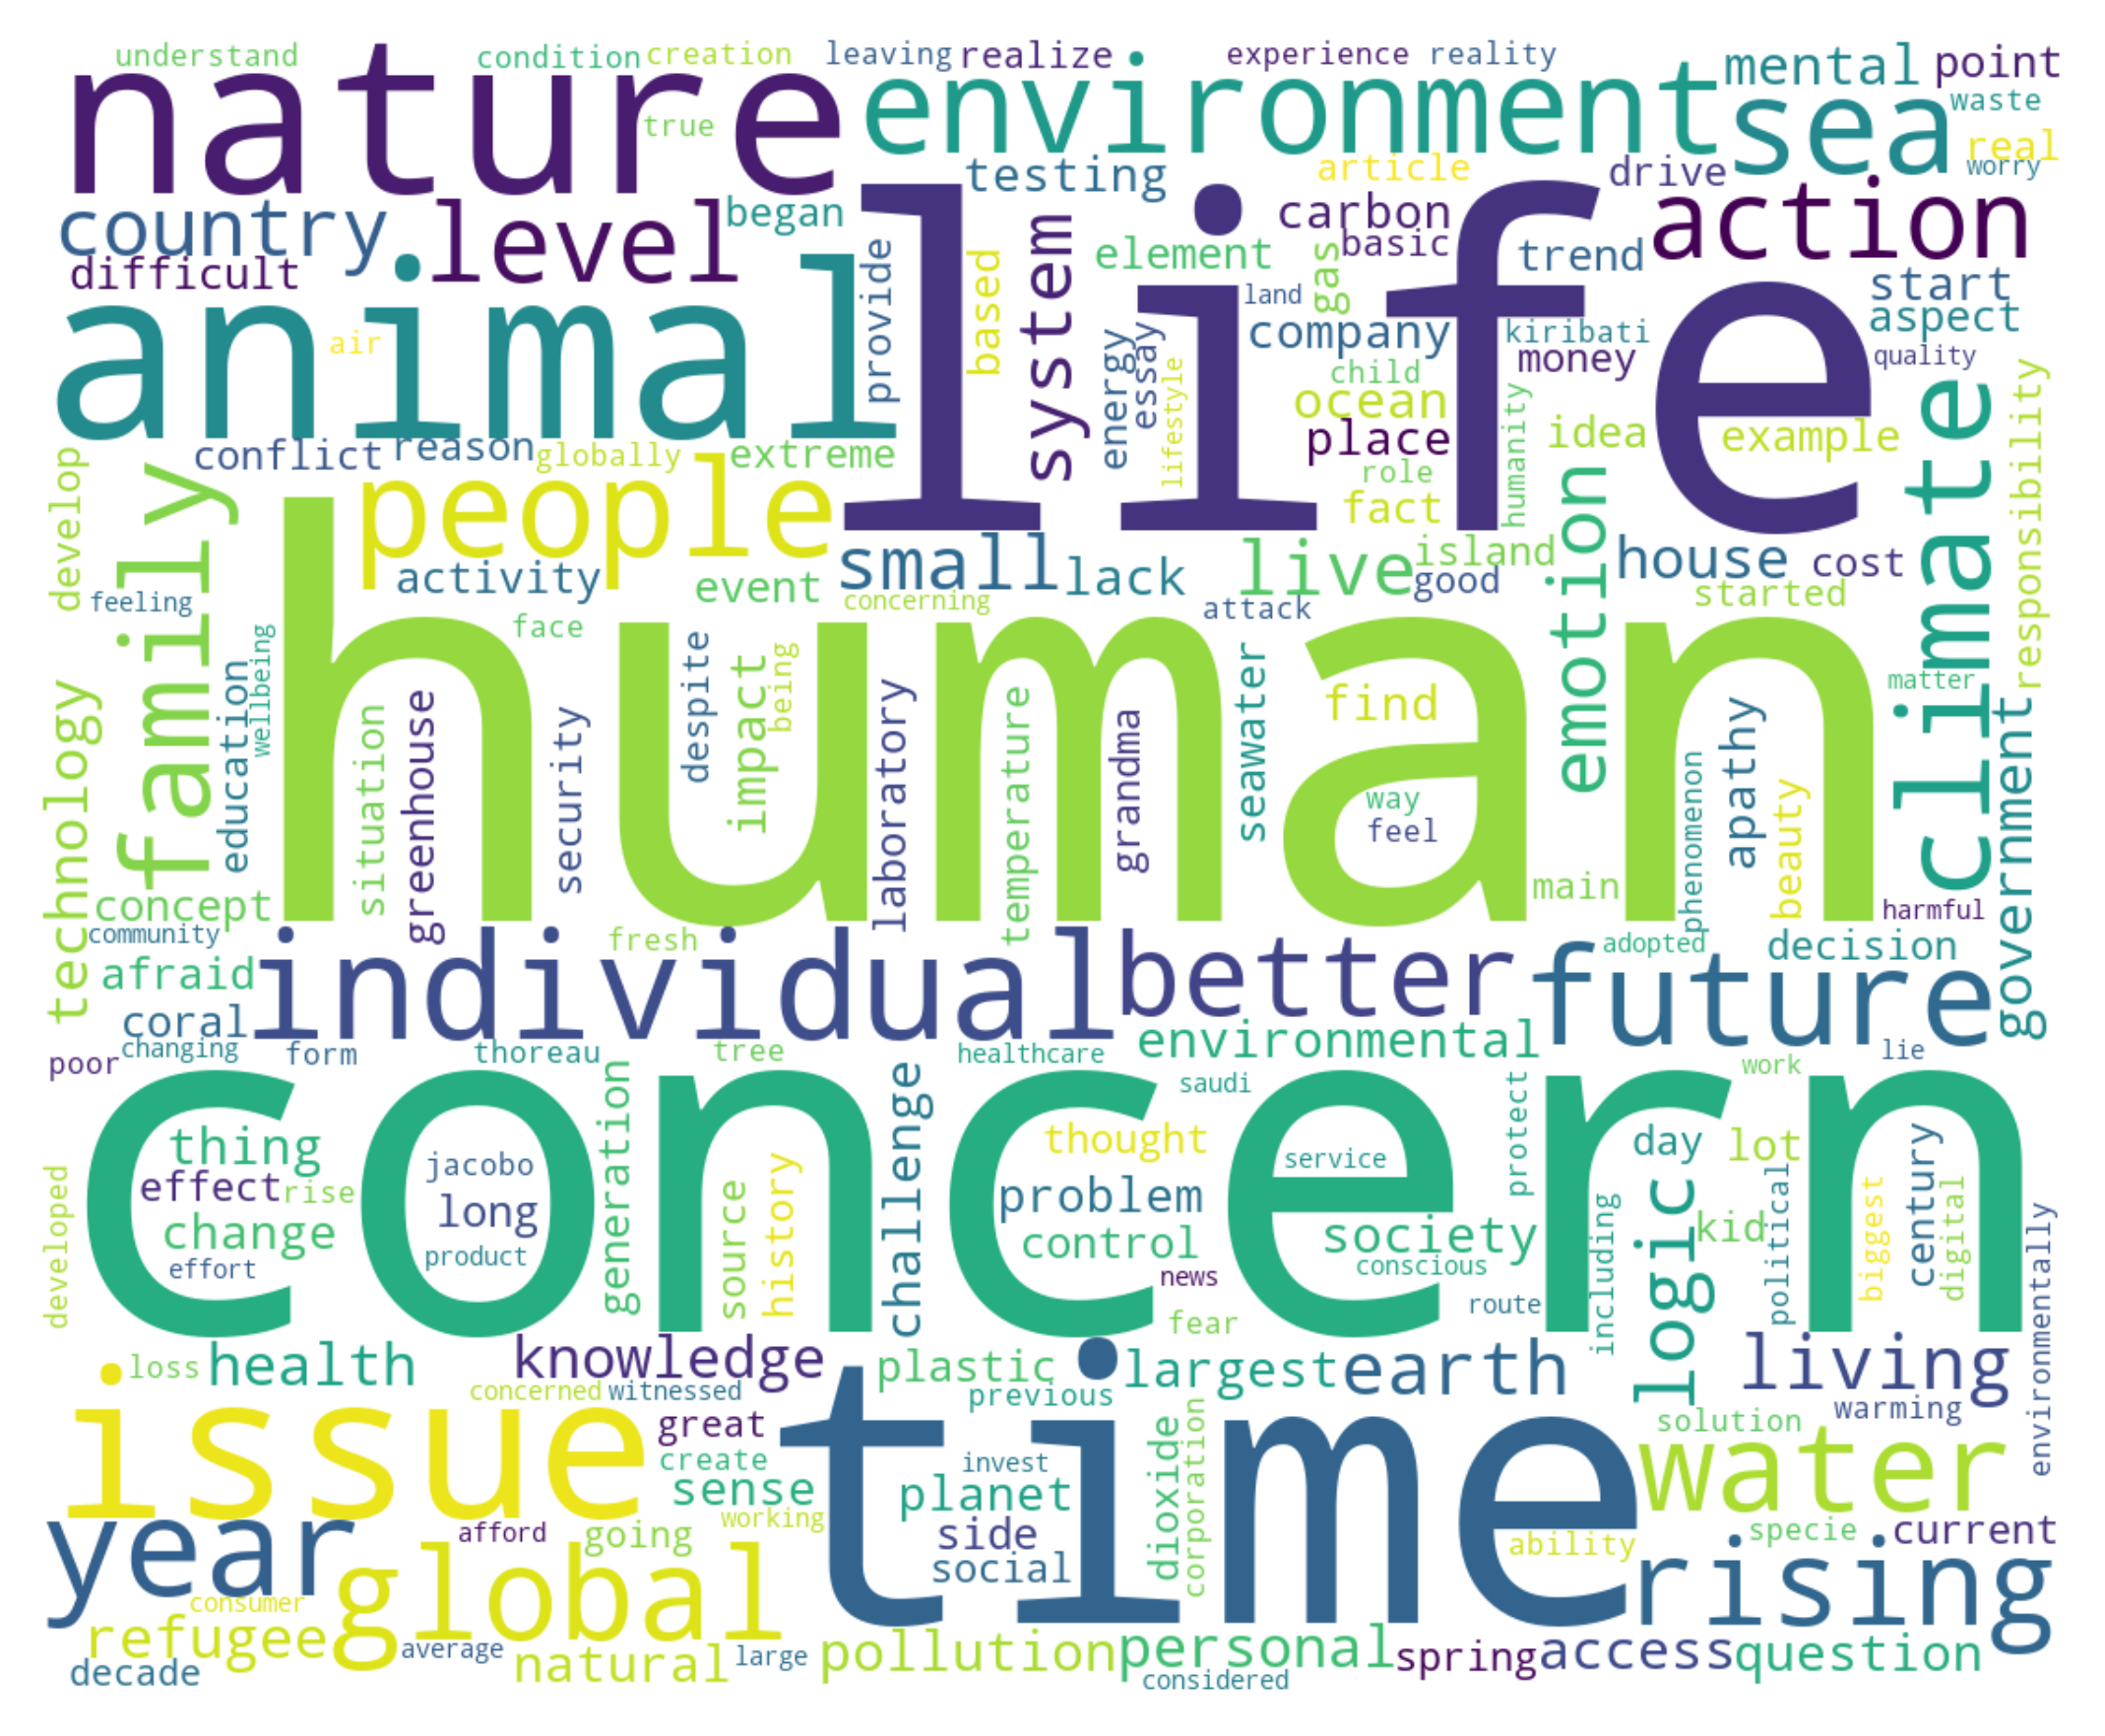 understand condition creation leaving realize experience reality mental point
nature environment sea waste
true testing article drive real worry
country level began system carbon basic action
difficult animal life provide based element gas trend start
air land company kiribati aspect
energy essay lifestyle child money quality
conflict reason globally extreme ocean place humanity idea example climate responsibility
develop family people role fact emotion
activity event small lack live island good house cost
feeling concerning attack started
human face
wellbeing education despite impact being seawater find matter
technology situation greenhouse security laboratory temperature grandma way feel phenomenon apathy beauty government
concept main harmful
community fresh adopted decision
afraid individual better future
coral
poor changing form thoreau tree healthcare environmental lie
concern saudi work
thing generation challenge thought protect day lot
developed effect rise jacobo source history problem service political century
change long control society including logic kid biggest digital environmentally
effort product news conscious route
fear
loss health knowledge plastic largest earth living
issue concerned witnessed previous warming
great time dioxide corporation solution
create invest water
sense planet
year afford going working side ability specie current
global social rising
consumer
refugee average natural large pollution personal spring access question
decade considered